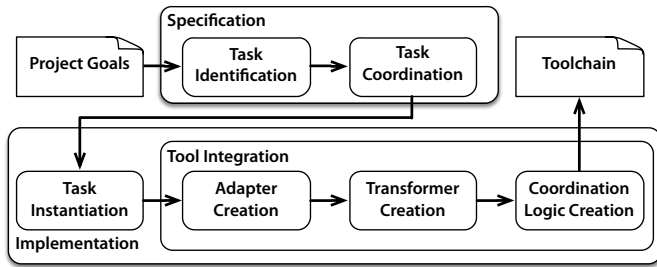 Specification
Project Goals
Task
Identification
Task
Coordination
Toolchain
Tool Integration
Task
Instantiation
Adapter
Creation
Transformer
Creation
Coordination
Logic Creation
Implementation